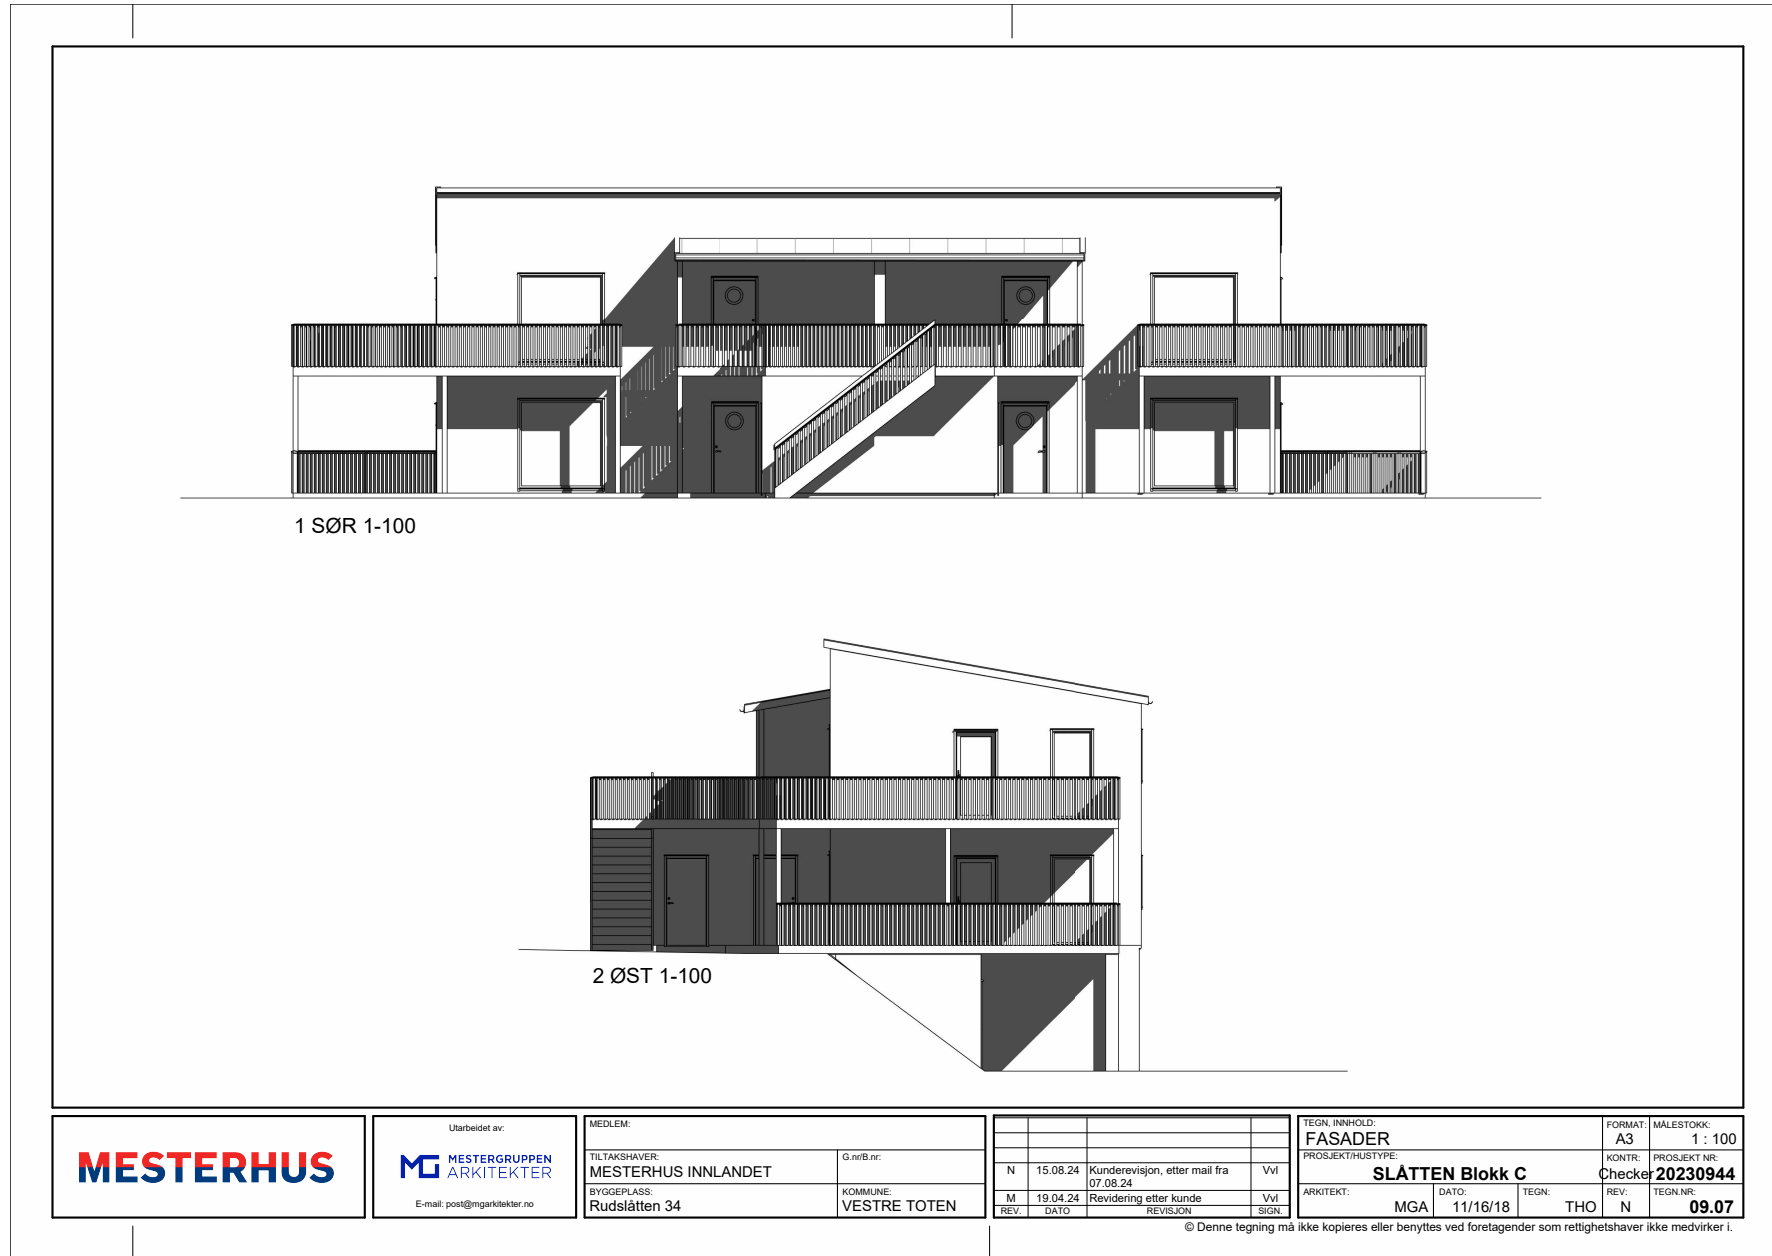 1 SØR 1-100
2 ØST 1-100
MESTERHUS
Utarbeidet av:
MG MESTERGRUPPEN
ARKITEKTER
E-mail: post@mgarkitekter.no
MEDLEM:
TILTAKSHAVER:
MESTERHUS INNLANDET
G.nr/B.nr:
BYGGEPLASS:
Rudslåtten 34
KOMMUNE:
VESTRE TOTEN
N 15.08.24 Kunderevisjon, etter mail fra 07.08.24 Vvl
M 19.04.24 Revidering etter kunde Vvl
REV. DATO REVISJON SIGN.
TEGN, INNHOLD:
FASADER
FORMAT:
A3
MÅLESTOKK:
1 : 100
PROSJEKT/HUSTYPE:
SLÅTTEN Blokk C
KONTR:
Checker
PROSJEKT NR:
20230944
ARKITEKT:
MGA
DATO:
11/16/18
TEGN:
THO
REV:
N
TEGN.NR:
09.07
© Denne tegning må ikke kopieres eller benyttes ved foretagender som rettighetshaver ikke medvirker i.